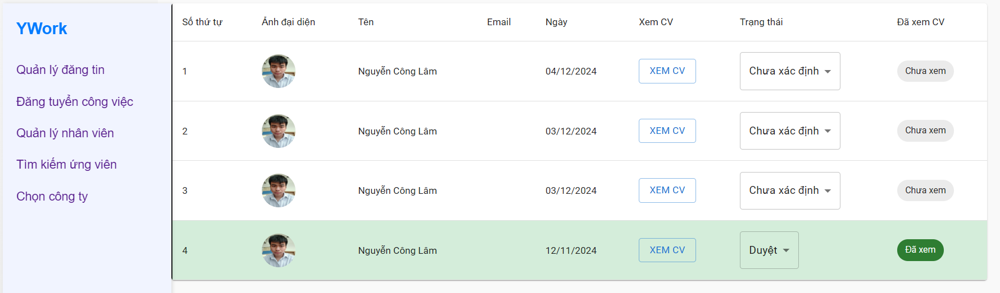 YWork
Quản lý đăng tin
Đăng tuyển công việc
Quản lý nhân viên
Tìm kiếm ứng viên
Chọn công ty
Số thứ tự Ảnh đại diện Tên Email Ngày Xem CV Trạng thái Đã xem CV
1 Nguyễn Công Lâm 04/12/2024 XEM CV Chưa xác định Chưa xem
2 Nguyễn Công Lâm 03/12/2024 XEM CV Chưa xác định Chưa xem
3 Nguyễn Công Lâm 03/12/2024 XEM CV Chưa xác định Chưa xem
4 Nguyễn Công Lâm 12/11/2024 XEM CV Duyệt Đã xem